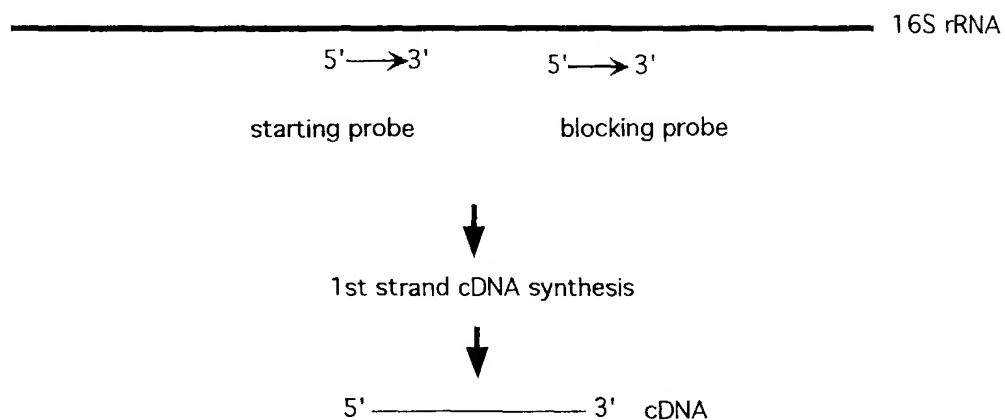 16S rRNA
5' 3' 5' 3'
starting probe blocking probe
1st strand cDNA synthesis
5' 3' cDNA